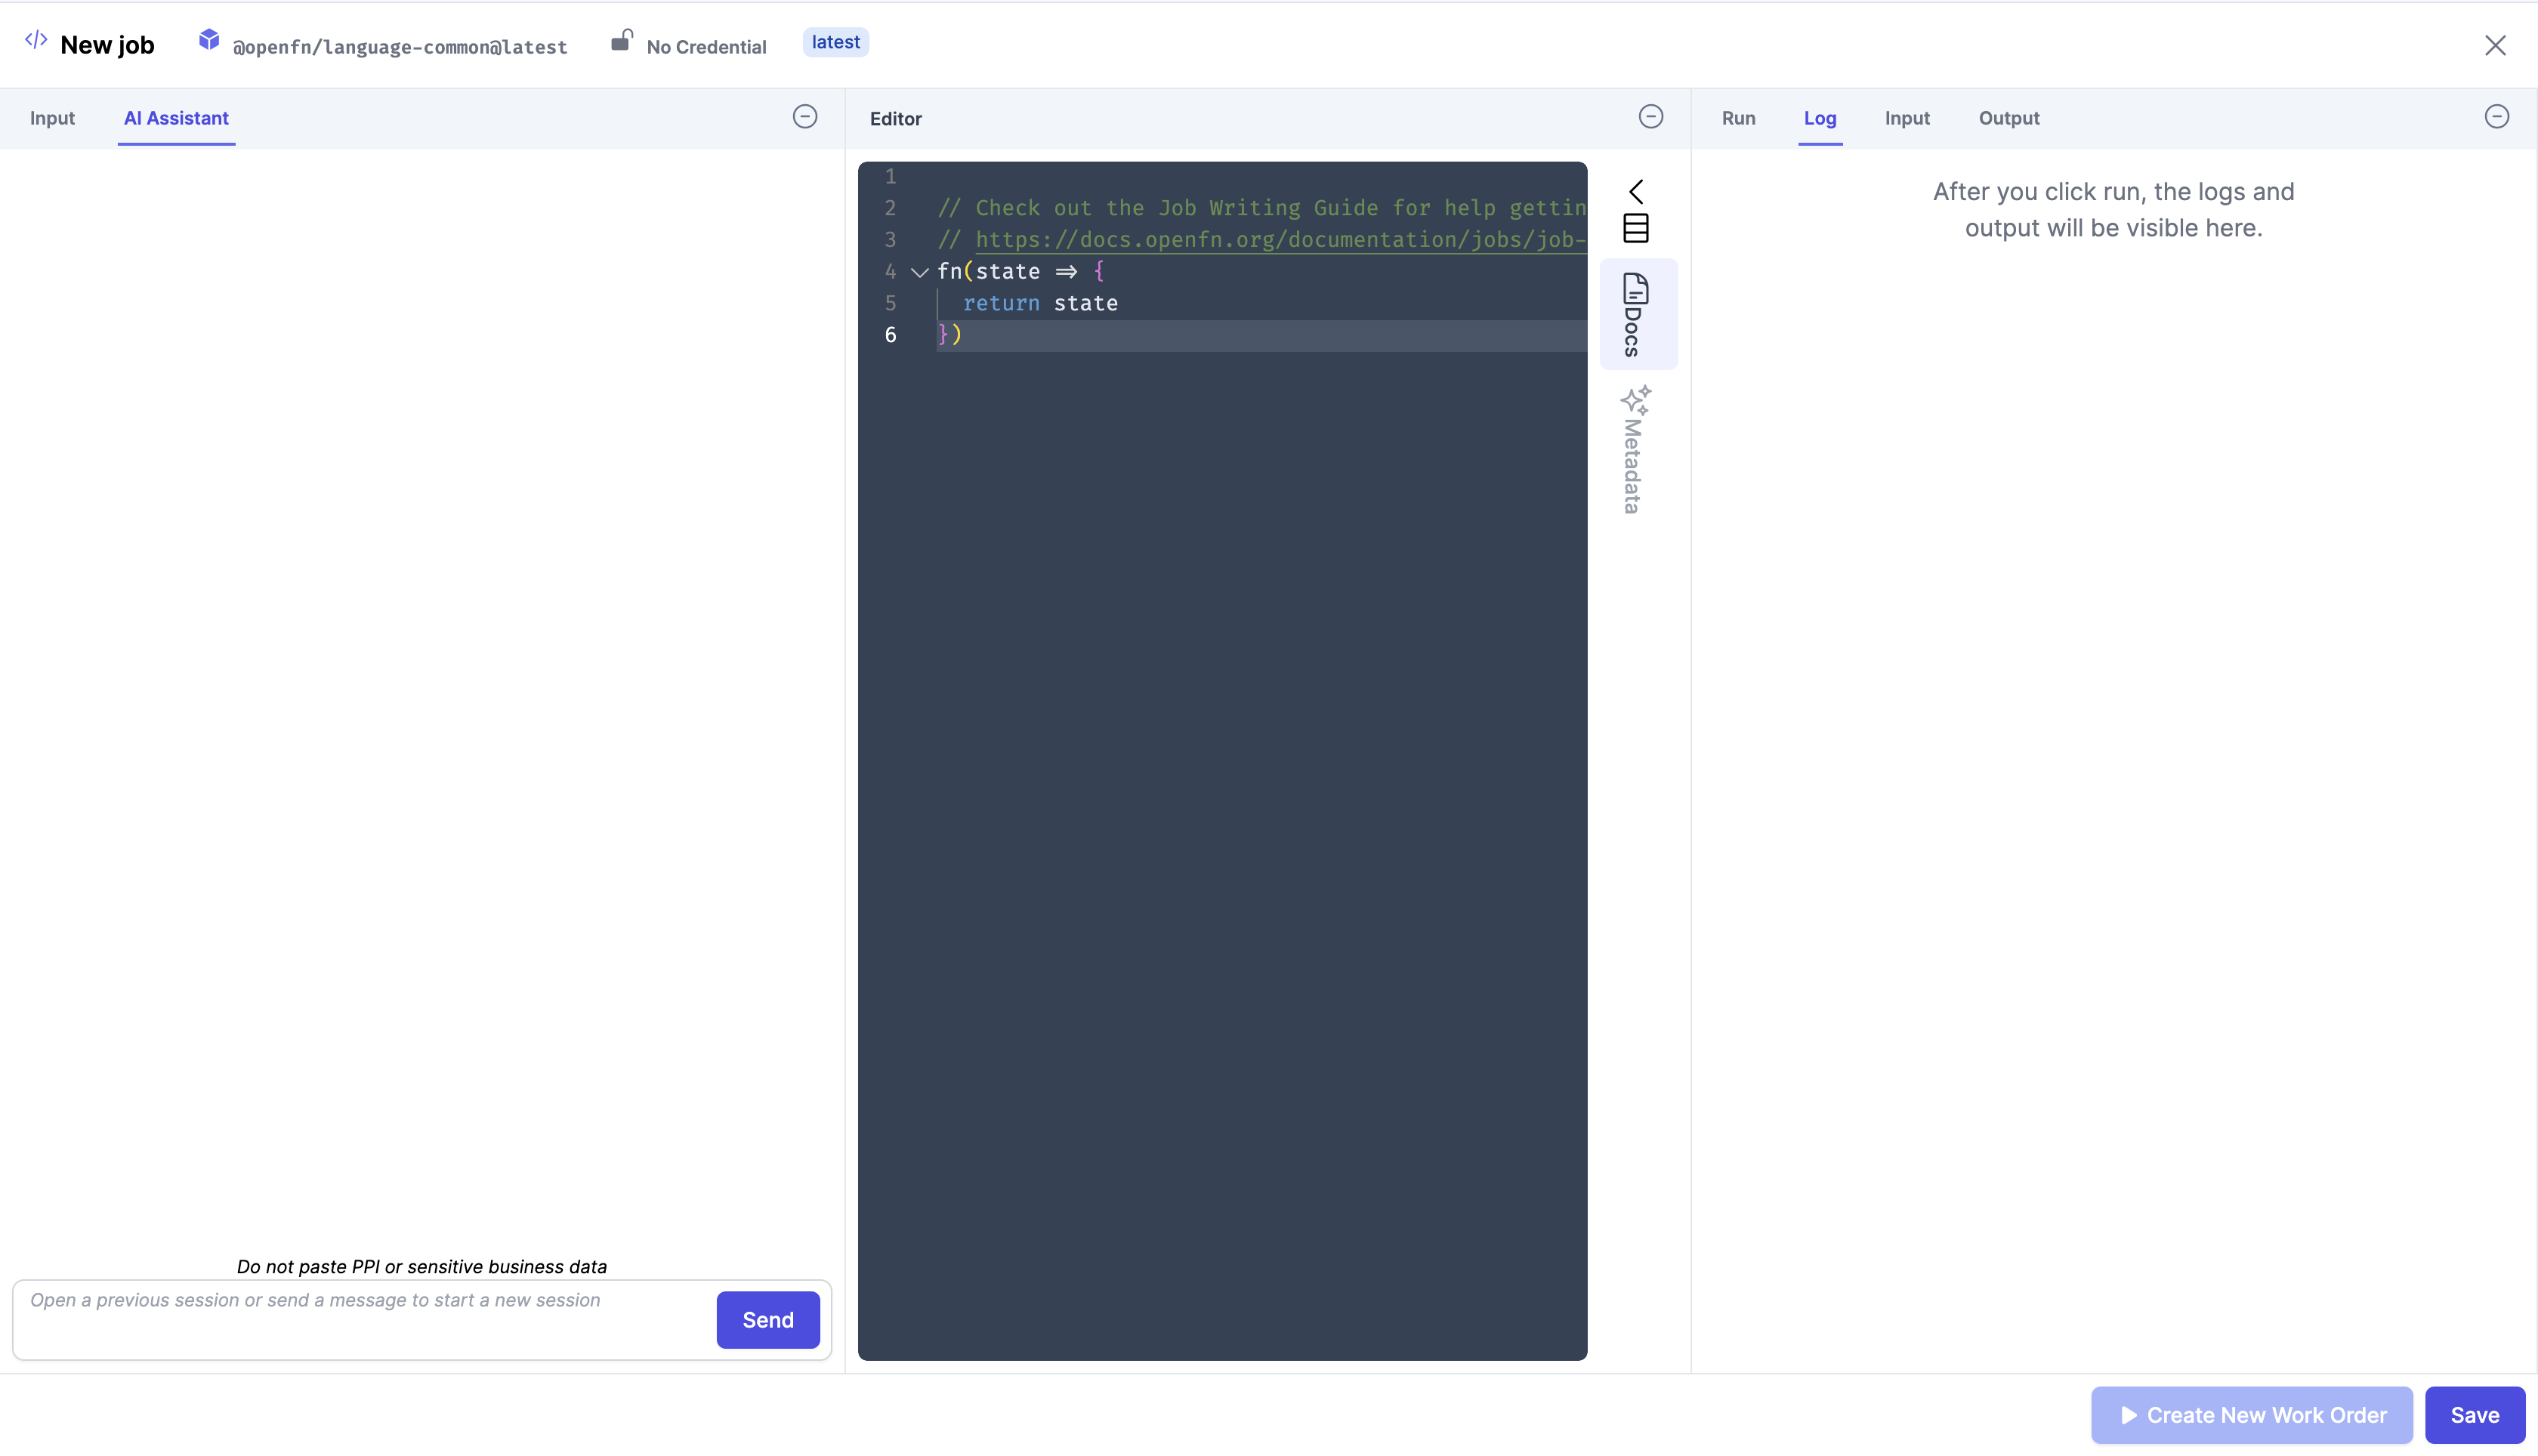 </> New job @openfn/language-common@latest No Credential latest
Input AI Assistant
Editor
Run Log Input Output
1
2 // Check out the Job Writing Guide for help gettin
3 // https://docs.openfn.org/documentation/jobs/job-
4 fn(state => {
5 return state
6 })
Docs
Metadata
After you click run, the logs and
output will be visible here.
Do not paste PPI or sensitive business data
Open a previous session or send a message to start a new session
Send
Create New Work Order
Save